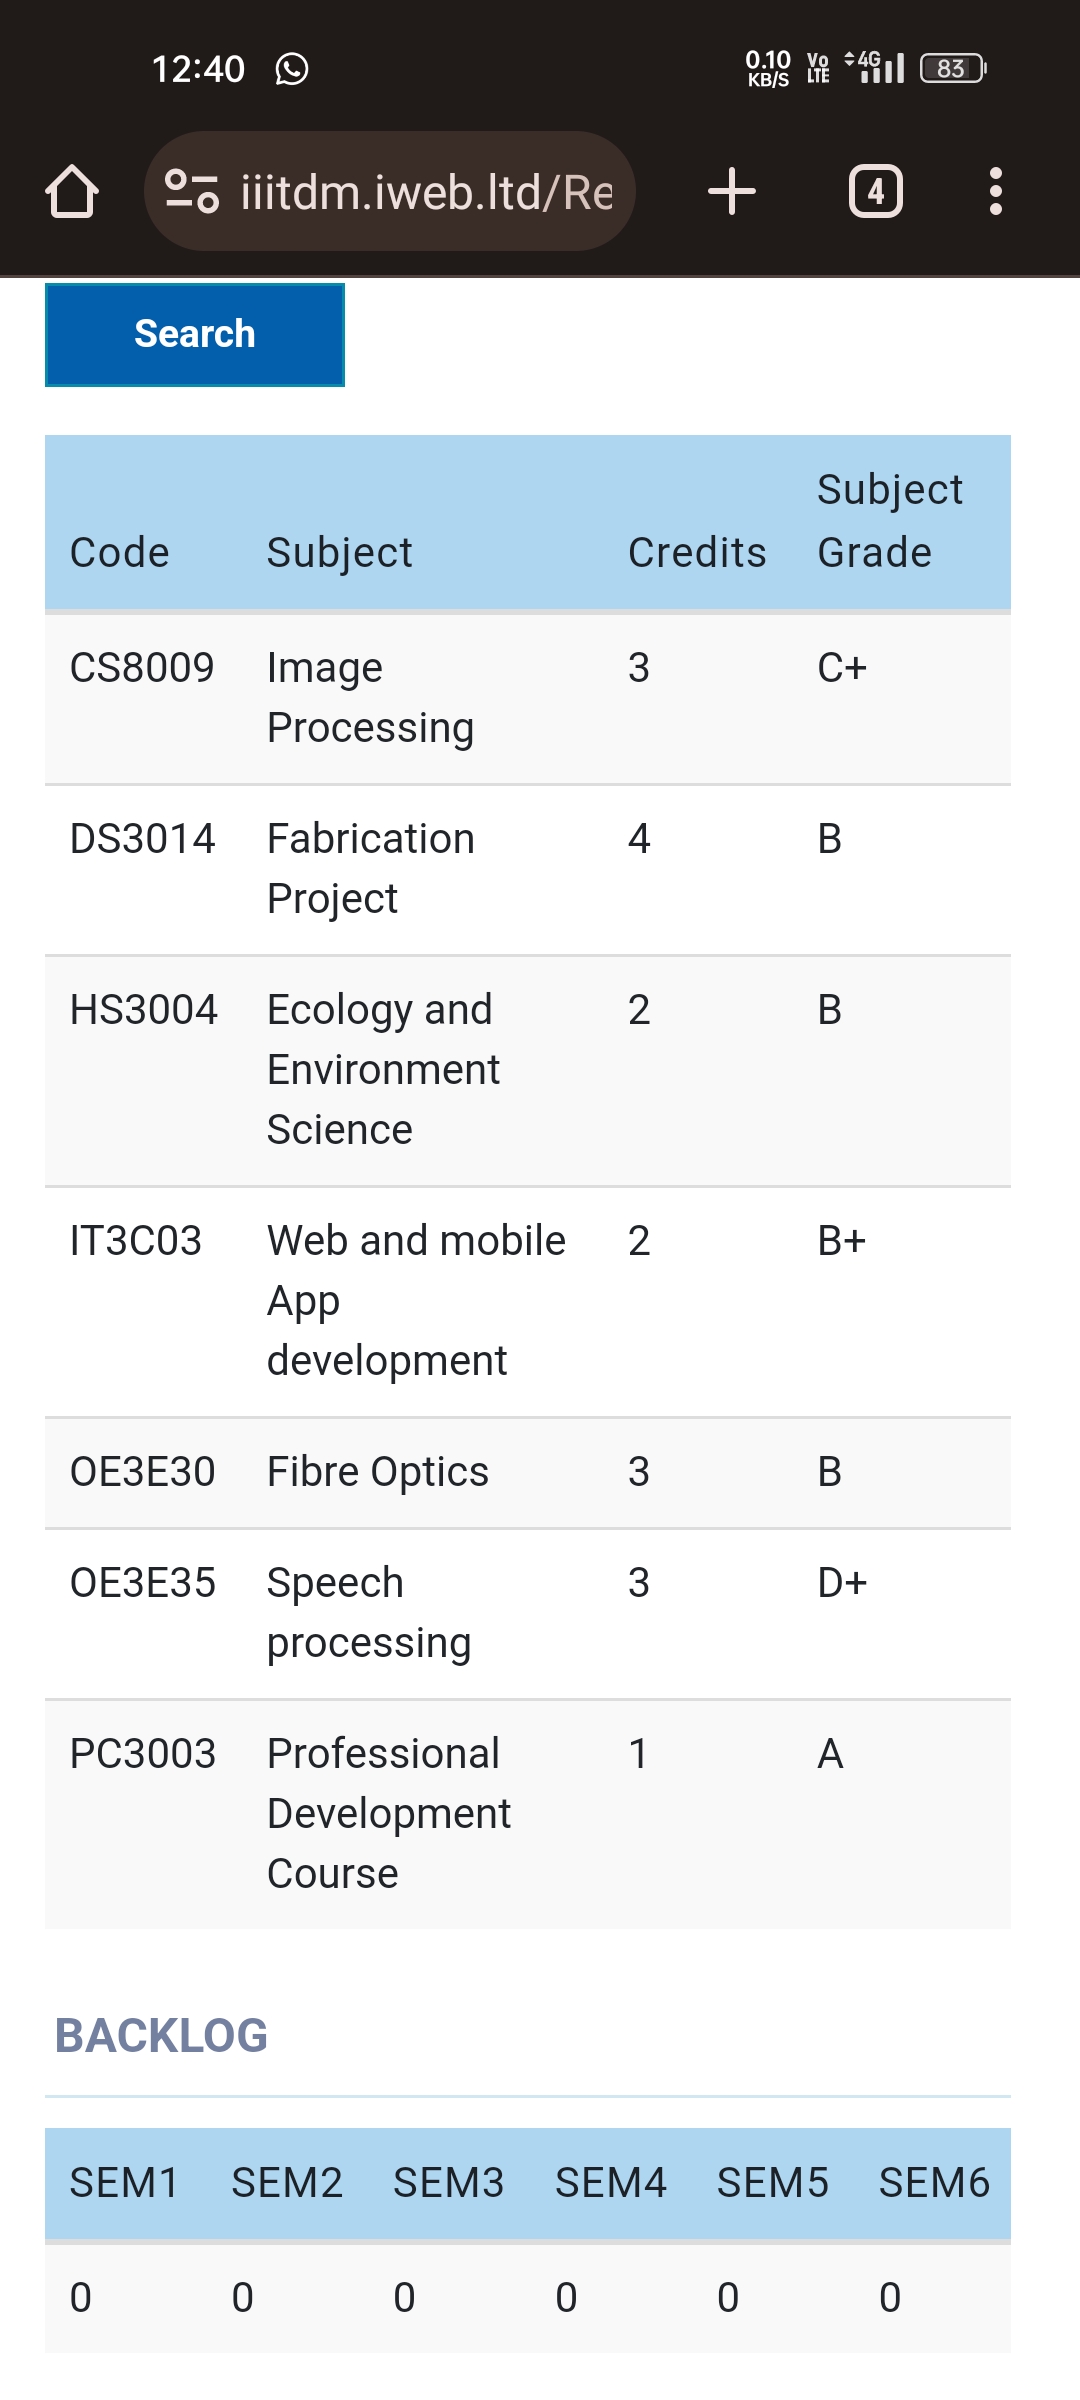 12:40
0.10 KB/S Vo LTE 4G 83
iiitdm.iweb.ltd/Re
4
Search
Code Subject Credits Subject Grade
CS8009 Image Processing 3 C+
DS3014 Fabrication Project 4 B
HS3004 Ecology and Environment Science 2 B
IT3C03 Web and mobile App development 2 B+
OE3E30 Fibre Optics 3 B
OE3E35 Speech processing 3 D+
PC3003 Professional Development Course 1 A
BACKLOG
SEM1 SEM2 SEM3 SEM4 SEM5 SEM6
0 0 0 0 0 0